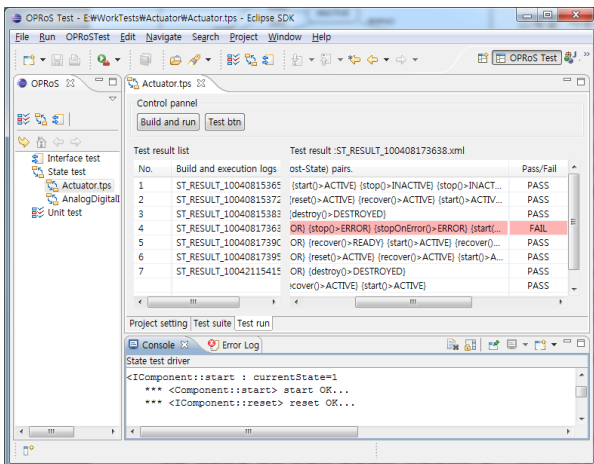 OPRoS Test - E:₩WorkTests₩Actuator₩Actuator.tps - Eclipse SDK
File Run OPRoSTest Edit Navigate Search Project Window Help
OPRoS Test
OPRoS
Actuator.tps
Control pannel
Build and run Test btn
Interface test
State test
Actuator.tps
AnalogDigitalI
Unit test
Test result list
Test result :ST_RESULT_100408173638.xml
No. Build and execution logs
1 ST_RESULT_10040815365
2 ST_RESULT_10040815372
3 ST_RESULT_10040815383
4 ST_RESULT_10040817363
5 ST_RESULT_1004081739C
6 ST_RESULT_10040817395
7 ST_RESULT_10042115415
ost-State) pairs. Pass/Fail
{start()>ACTIVE} {stop()>INACTIVE} {stop()>INACT... PASS
{reset()>ACTIVE} {recover()>ACTIVE} {start()>ACTIV... PASS
{destroy()>DESTROYED} PASS
OR} {stop()>ERROR} {stopOnError()>ERROR} {start(... FAIL
OR} {recover()>READY} {start()>ACTIVE} {recover()... PASS
OR} {reset()>ACTIVE} {recover()>ACTIVE} {start()>A... PASS
OR} {destroy()>DESTROYED} PASS
ecover()>ACTIVE} {start()>ACTIVE} PASS
Project setting Test suite Test run
Console Error Log
State test driver
<IComponent::start : currentState=1
*** <Component::start> start OK...
*** <IComponent::reset> reset OK...